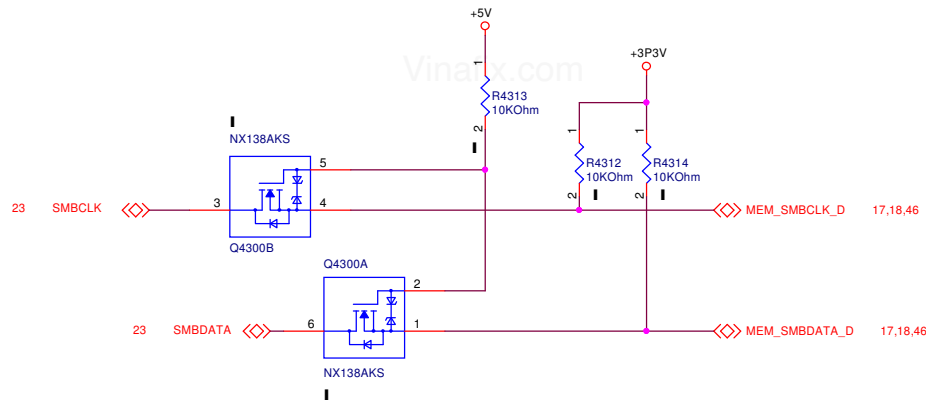 +5V
Vinafix.com
+3P3V
1
R4313
10KOhm
2
NX138AKS
1
1
5
R4312
10KOhm
R4314
10KOhm
2
2
23 SMBCLK
3
4
MEM_SMBCLK_D 17,18,46
Q4300B
Q4300A
2
23 SMBDATA
6
1
MEM_SMBDATA_D 17,18,46
NX138AKS